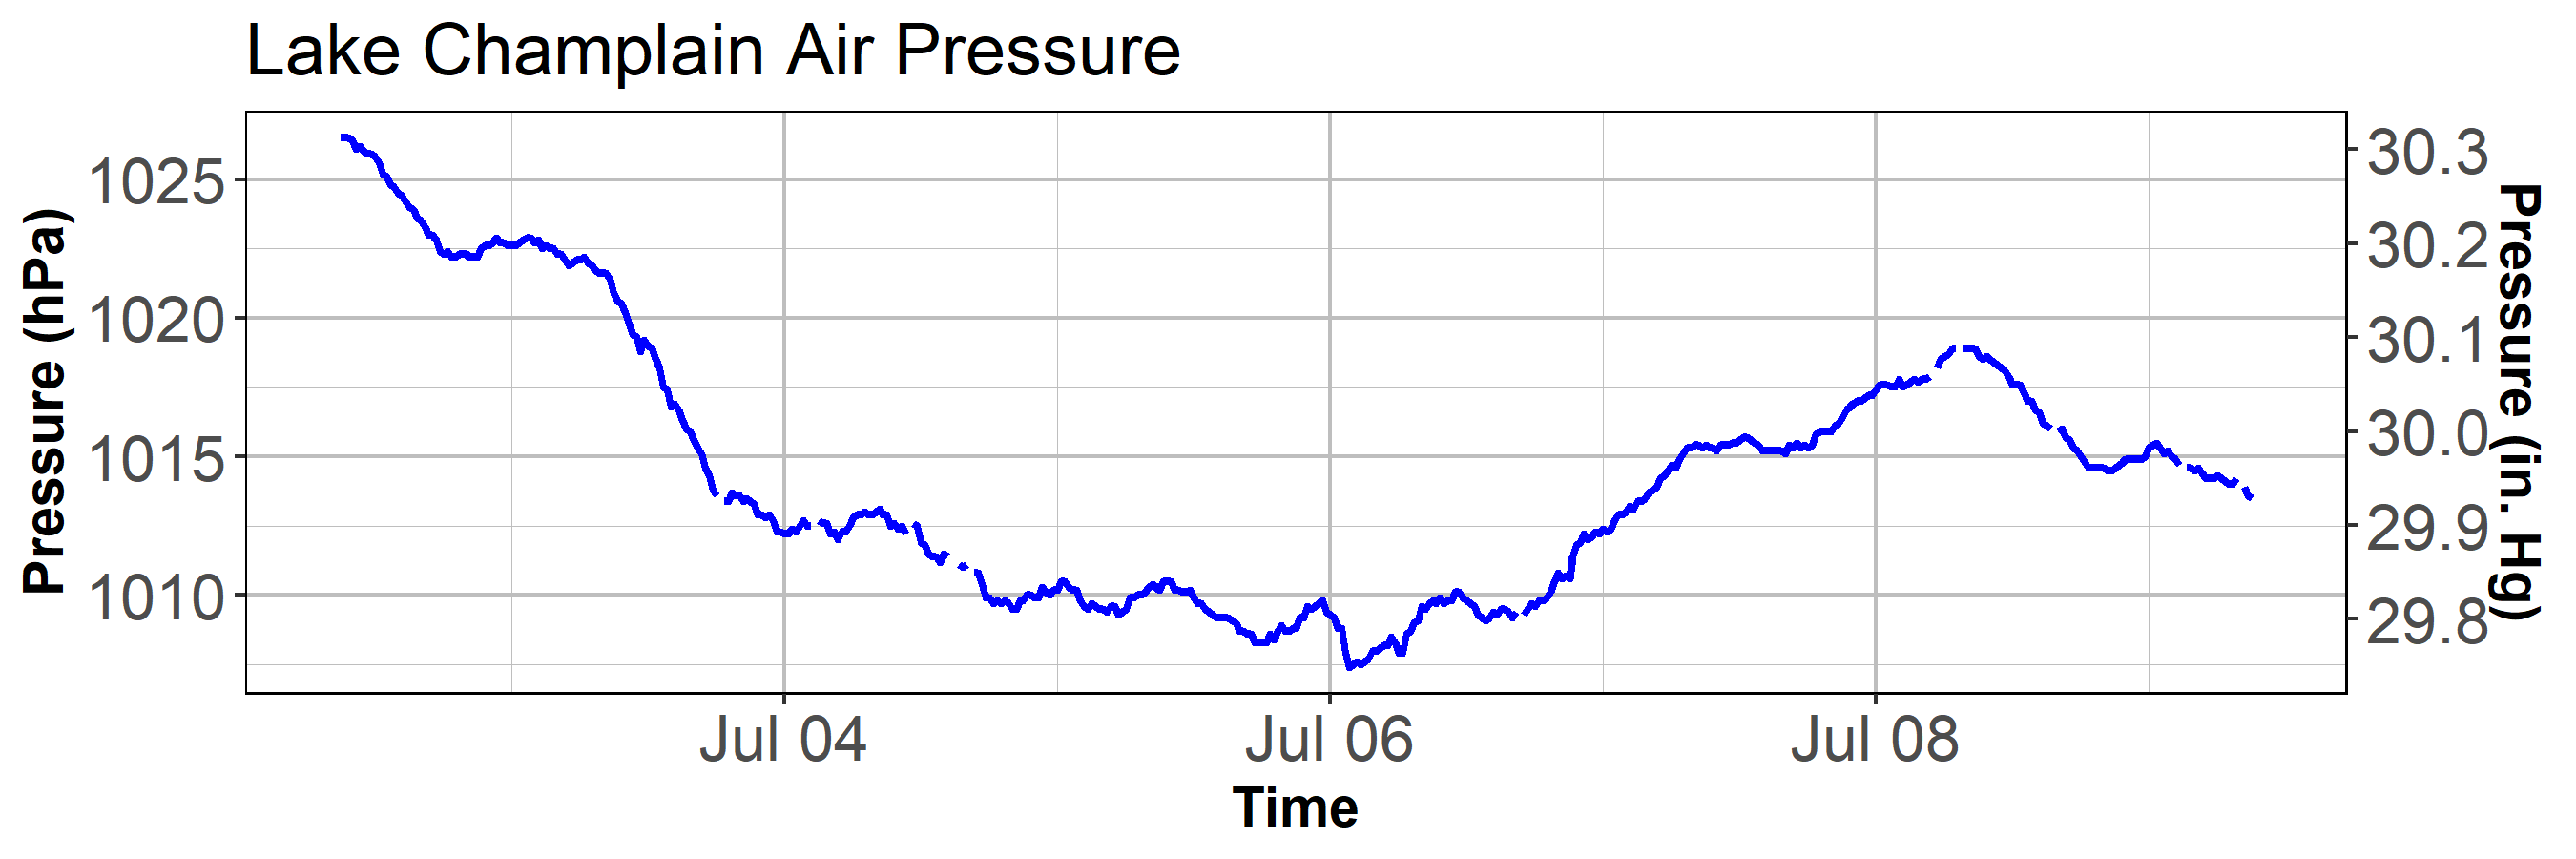 Lake Champlain Air Pressure
Pressure (hPa)
1025
1020
1015
1010
30.3
30.2
30.1
30.0
29.9
29.8
Pressure (in. Hg)
Jul 04
Jul 06
Jul 08
Time